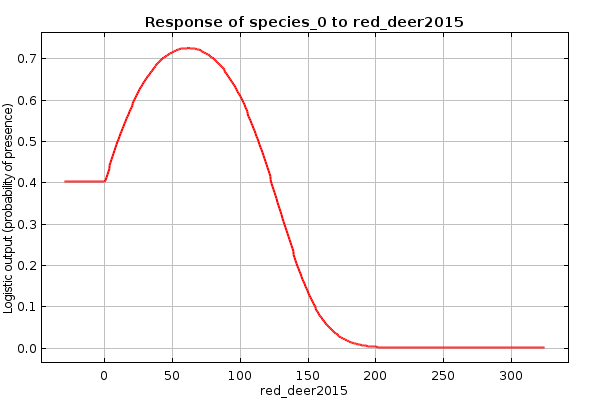 Response of species_0 to red_deer2015
Logistic output (probability of presence)
0.7
0.6
0.5
0.4
0.3
0.2
0.1
0.0
0 50 100 150 200 250 300
red_deer2015